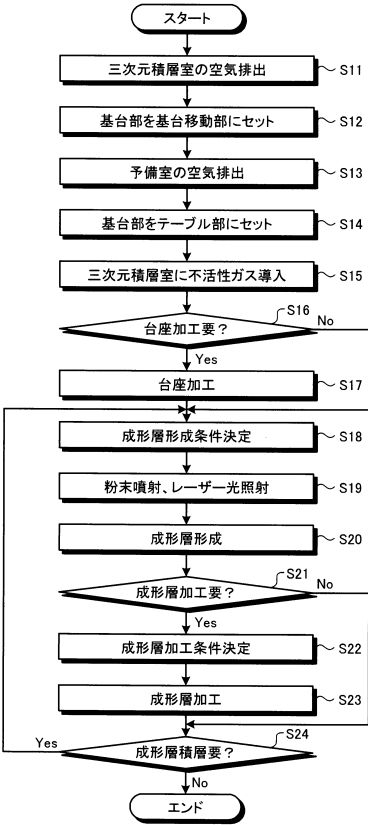 スタート
三次元積層室の空気排出 S11
基台部を基台移動部にセット S12
予備室の空気排出 S13
基台部をテーブル部にセット S14
三次元積層室に不活性ガス導入 S15
S16
台座加工要? No
Yes
台座加工 S17
成形層形成条件決定 S18
粉末噴射、レーザー光照射 S19
成形層形成 S20
S21
成形層加工要? No
Yes
成形層加工条件決定 S22
成形層加工 S23
S24
Yes 成形層積層要?
No
エンド